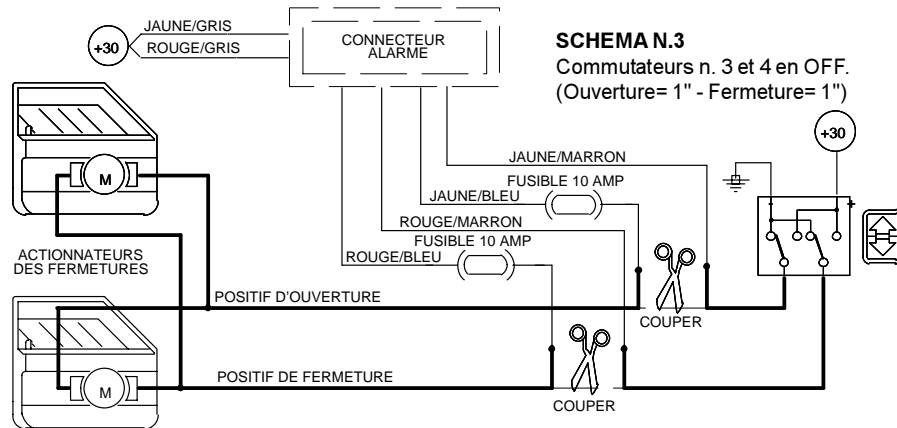 JAUNE/GRIS
ROUGE/GRIS
+30
CONNECTEUR
ALARME
SCHEMA N.3
Commutateurs n. 3 et 4 en OFF.
(Ouverture= 1" - Fermeture= 1")
+30
JAUNE/MARRON
FUSIBLE 10 AMP
JAUNE/BLEU
ROUGE/MARRON
FUSIBLE 10 AMP
ROUGE/BLEU
M
ACTIONNATEURS
DES FERMETURES
POSITIF D'OUVERTURE
COUPER
POSITIF DE FERMETURE
COUPER
M